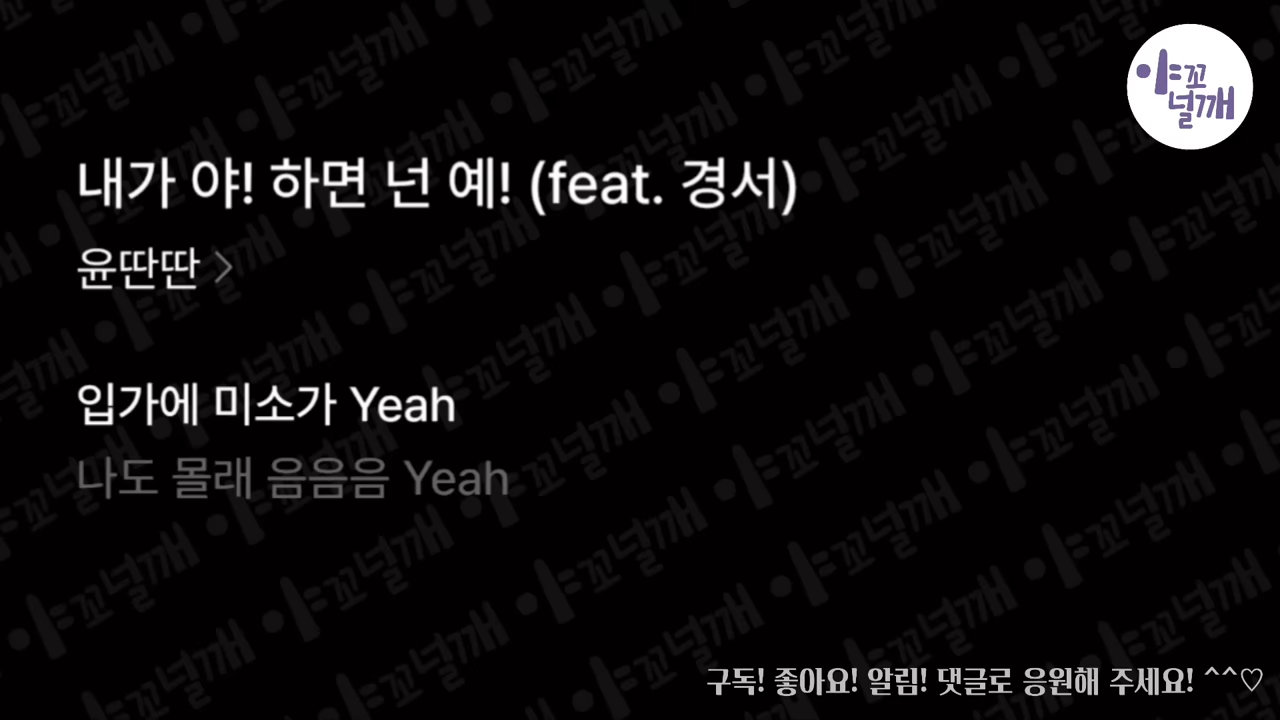 야꼬
널깨
내가 야! 하면 넌 예! (feat. 경서)
윤딴딴 >
입가에 미소가 Yeah
나도 몰래 음음음 Yeah
구독! 좋아요! 알림! 댓글로 응원해 주세요! ^^♡